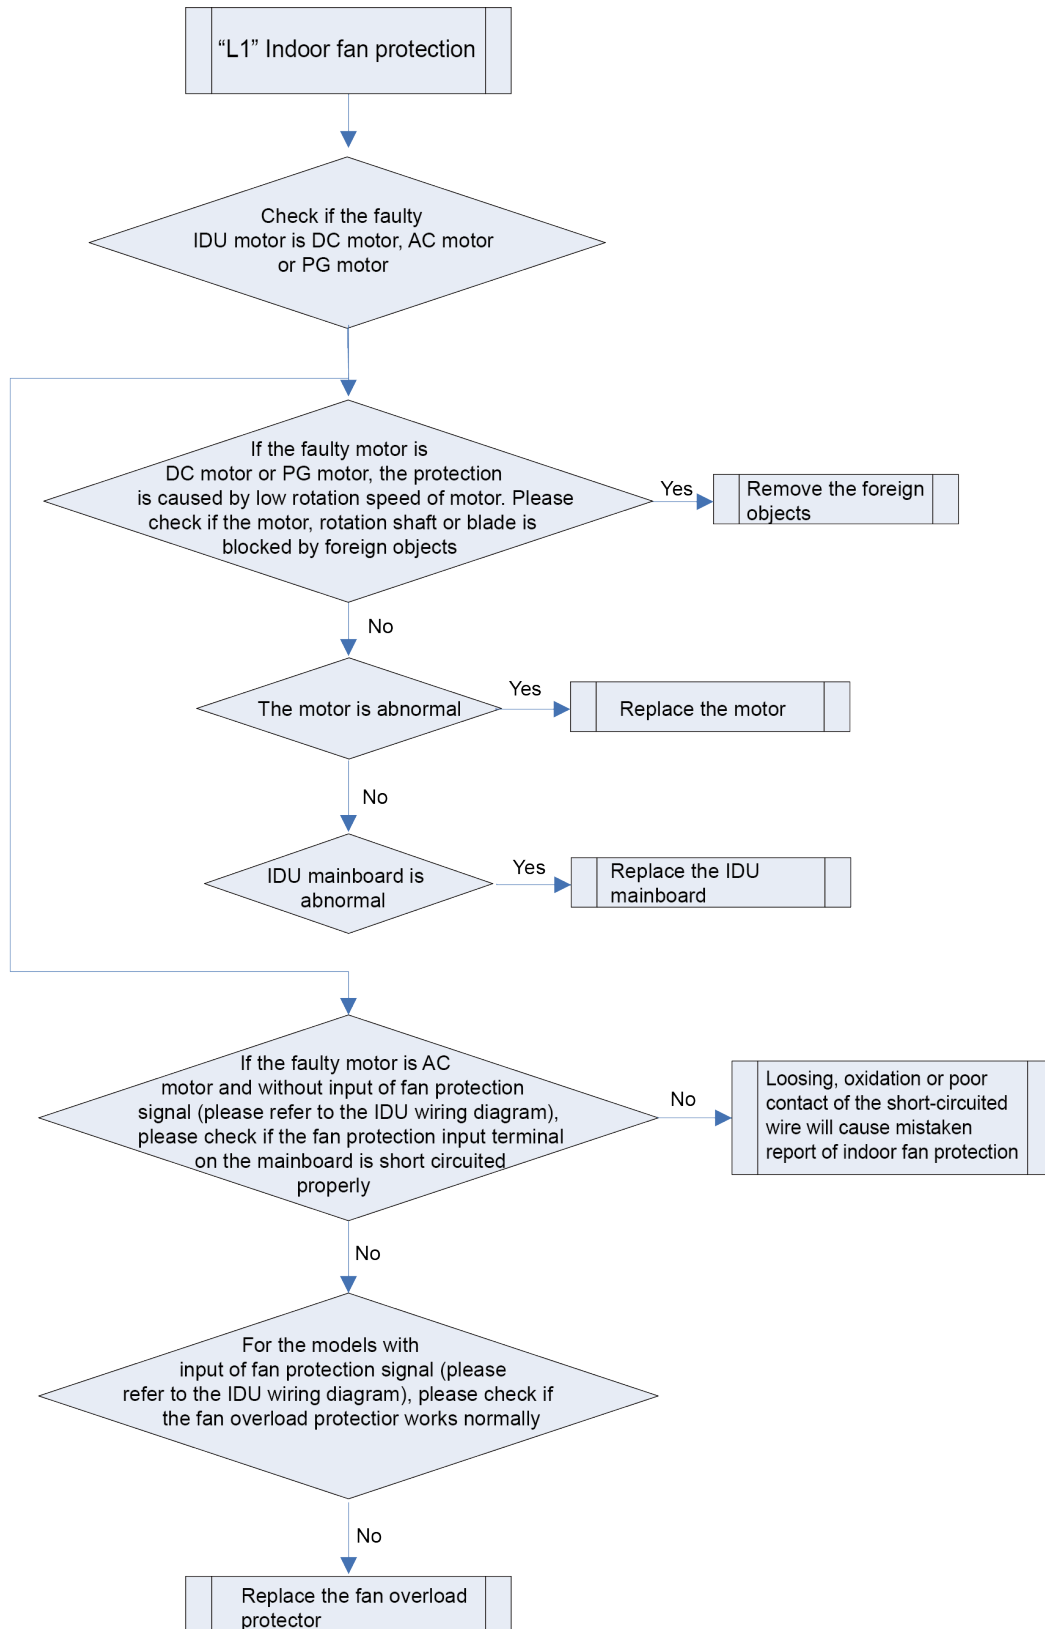 “L1” Indoor fan protection
Check if the faulty
IDU motor is DC motor, AC motor
or PG motor
If the faulty motor is
DC motor or PG motor, the protection
is caused by low rotation speed of motor. Please
check if the motor, rotation shaft or blade is
blocked by foreign objects
Yes
Remove the foreign
objects
No
The motor is abnormal
Yes
Replace the motor
No
IDU mainboard is
abnormal
Yes
Replace the IDU
mainboard
If the faulty motor is AC
motor and without input of fan protection
signal (please refer to the IDU wiring diagram),
please check if the fan protection input terminal
on the mainboard is short circuited
properly
No
Loosing, oxidation or poor
contact of the short-circuited
wire will cause mistaken
report of indoor fan protection
No
For the models with
input of fan protection signal (please
refer to the IDU wiring diagram), please check if
the fan overload protectior works normally
No
Replace the fan overload
protector